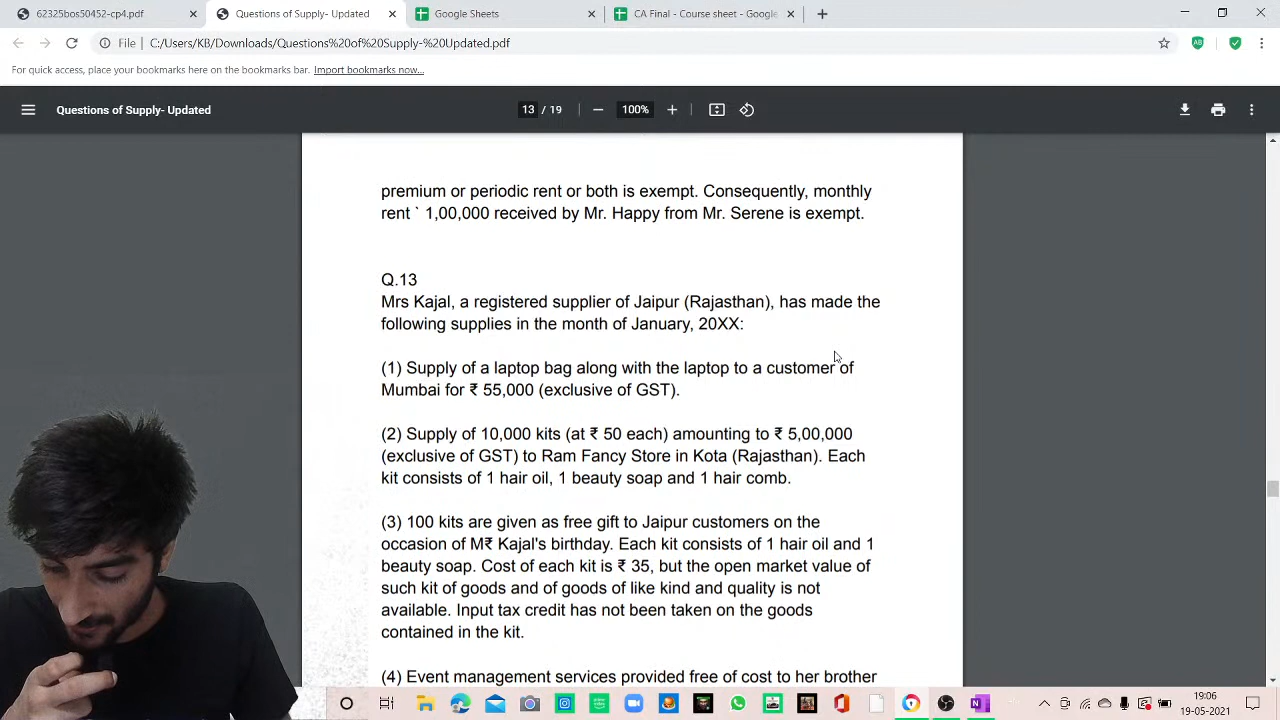 62325bos50452-cp4.pdf
Questions of Supply- Updated
Google Sheets
CA Final - Course sheet - Google
File
C:/Users/KB/Downloads/Questions%20of%20Supply-%20Updated.pdf
For quick access, place your bookmarks here on the bookmarks bar. Import bookmarks now...
Questions of Supply- Updated
13 / 19
100%
premium or periodic rent or both is exempt. Consequently, monthly
rent ` 1,00,000 received by Mr. Happy from Mr. Serene is exempt.
Q.13
Mrs Kajal, a registered supplier of Jaipur (Rajasthan), has made the
following supplies in the month of January, 20XX:
(1) Supply of a laptop bag along with the laptop to a customer of
Mumbai for ₹ 55,000 (exclusive of GST).
(2) Supply of 10,000 kits (at ₹ 50 each) amounting to ₹ 5,00,000
(exclusive of GST) to Ram Fancy Store in Kota (Rajasthan). Each
kit consists of 1 hair oil, 1 beauty soap and 1 hair comb.
(3) 100 kits are given as free gift to Jaipur customers on the
occasion of M₹ Kajal's birthday. Each kit consists of 1 hair oil and 1
beauty soap. Cost of each kit is ₹ 35, but the open market value of
such kit of goods and of goods of like kind and quality is not
available. Input tax credit has not been taken on the goods
contained in the kit.
(4) Event management services provided free of cost to her brother
19:06
19-05-2021